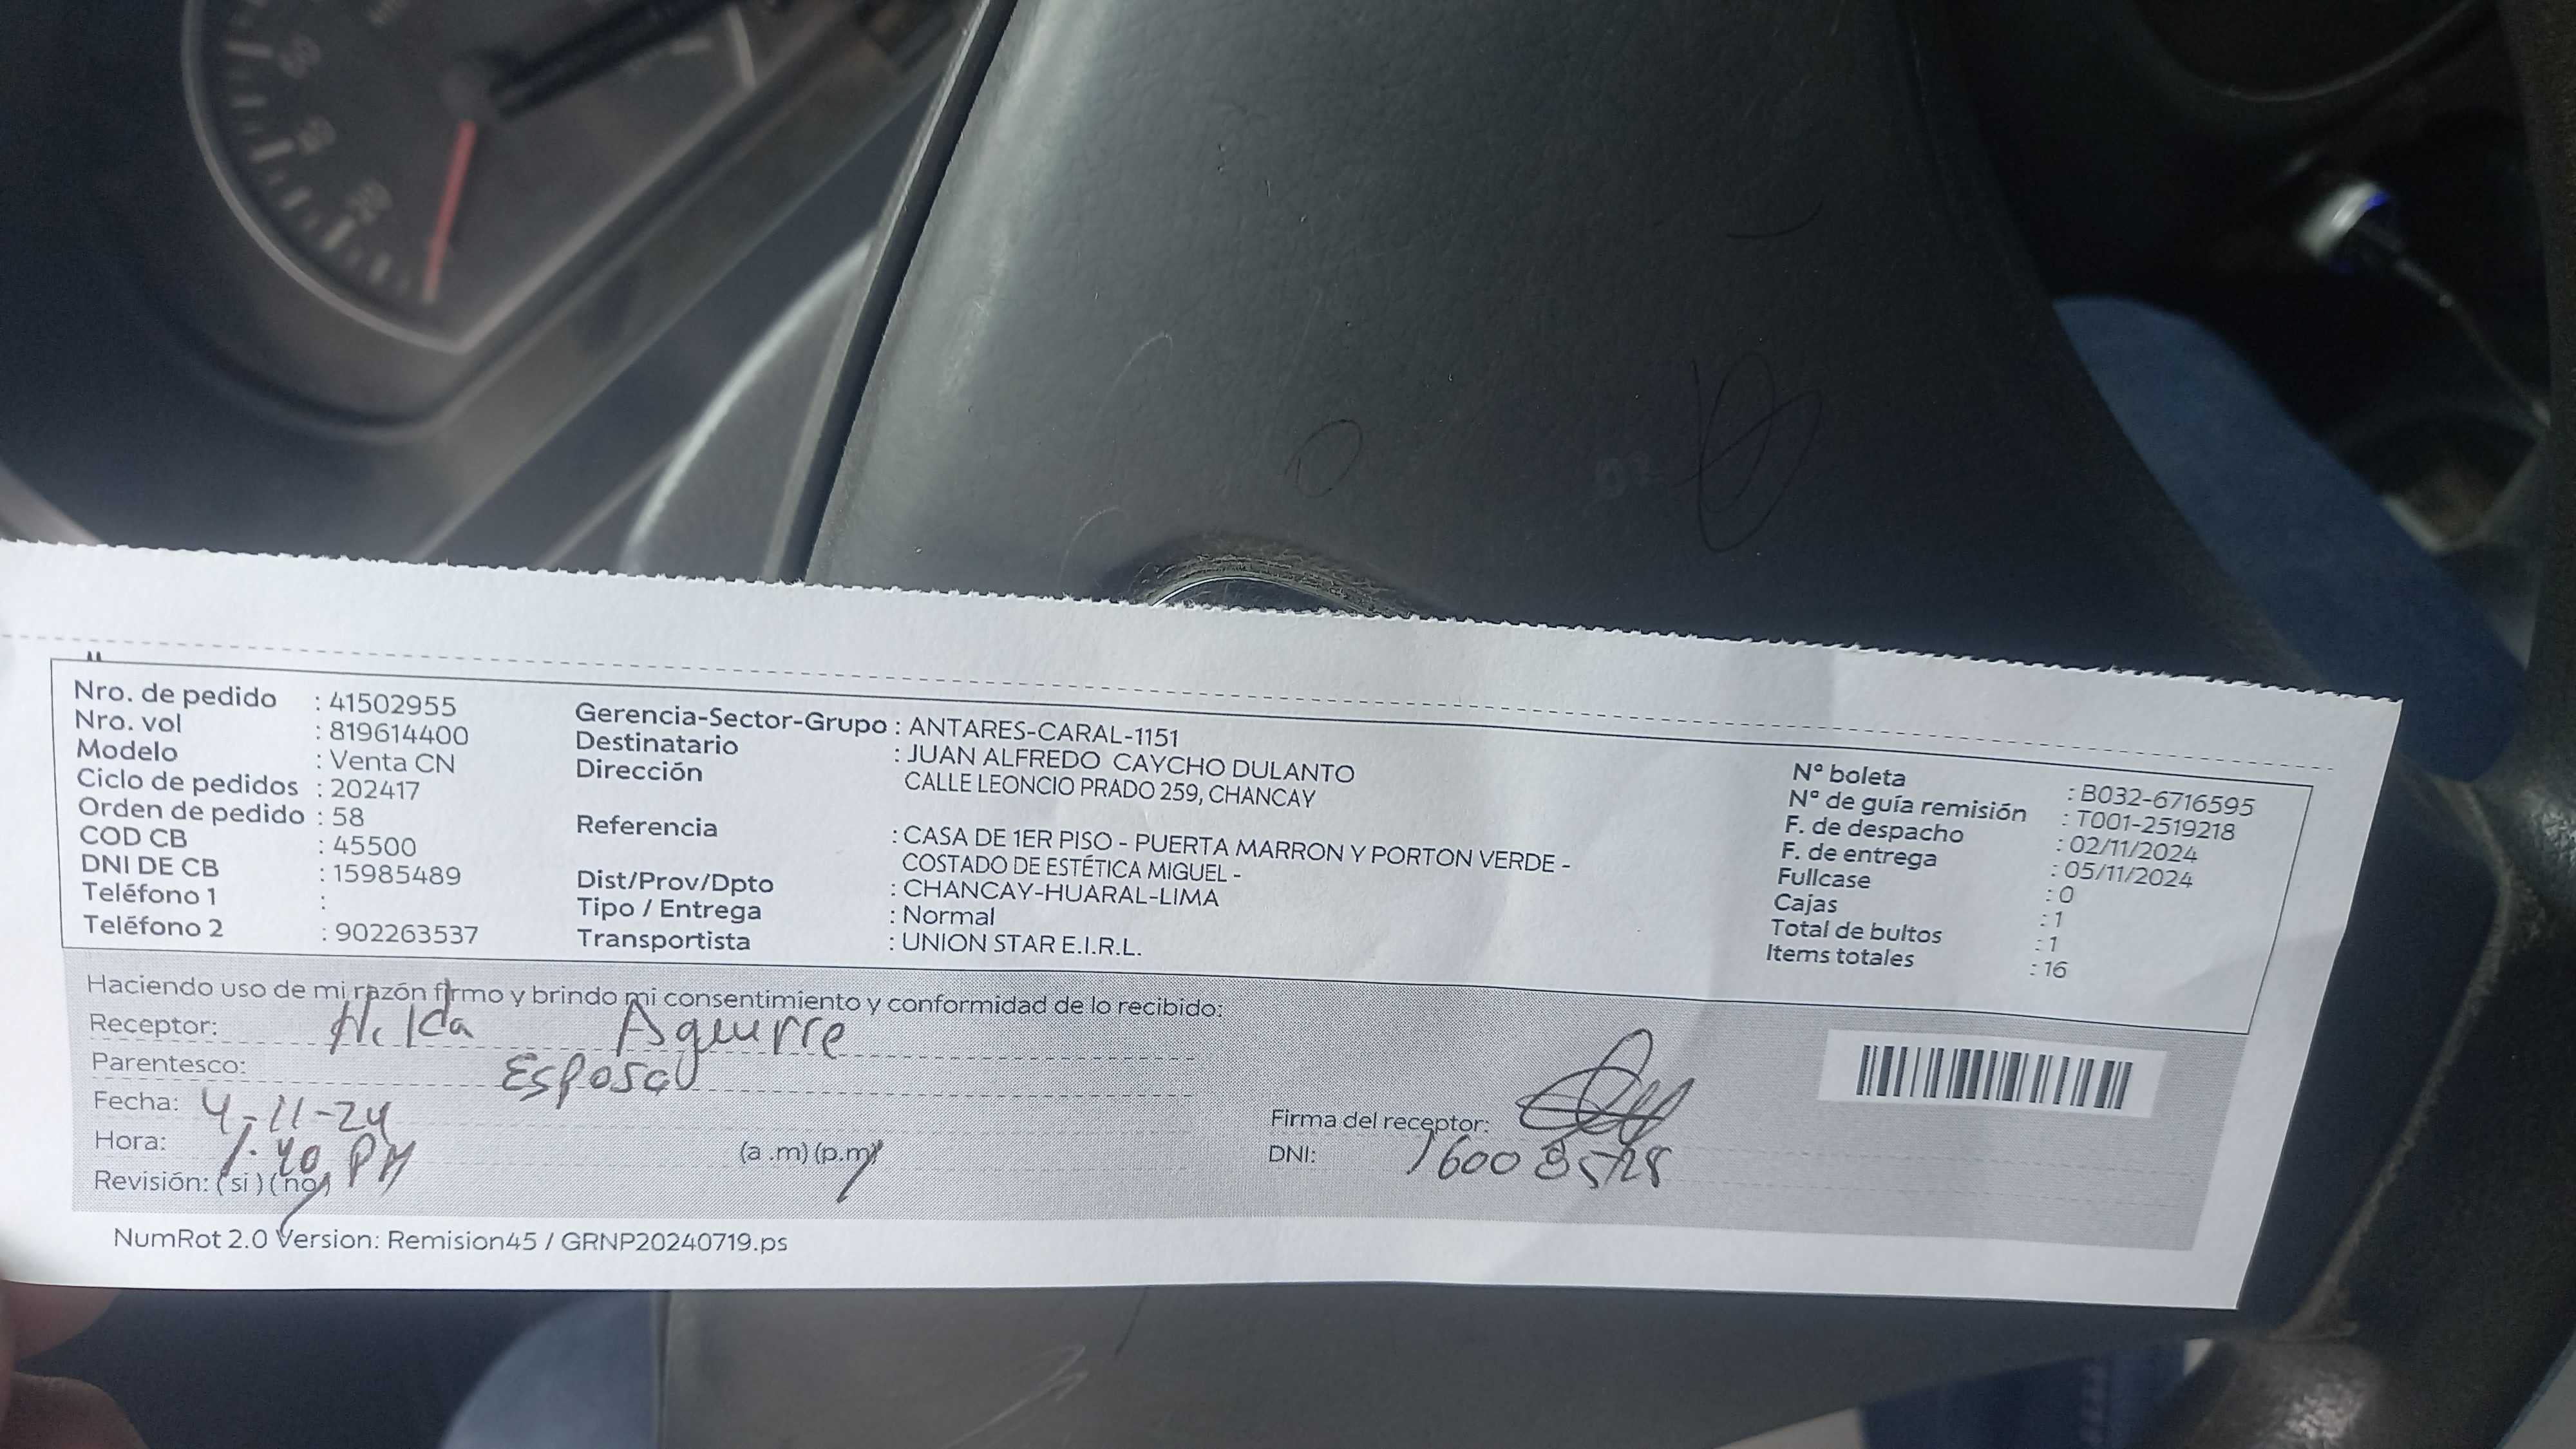 Nro. de pedido : 41502955
Nro. vol : 819614400
Modelo : Venta CN
Ciclo de pedidos : 202417
Orden de pedido : 58
COD CB : 45500
DNI DE CB : 15985489
Teléfono 1 :
Teléfono 2 : 902263537
Gerencia-Sector-Grupo : ANTARES-CARAL-1151
Destinatario : JUAN ALFREDO CAYCHO DULANTO
Dirección CALLE LEONCIO PRADO 259, CHANCAY
Referencia : CASA DE 1ER PISO - PUERTA MARRON Y PORTON VERDE -
COSTADO DE ESTÉTICA MIGUEL -
Dist/Prov/Dpto : CHANCAY-HUARAL-LIMA
Tipo / Entrega : Normal
Transportista : UNION STAR E.I.R.L.
N° boleta : B032-6716595
N° de guía remisión : T001-2519218
F. de despacho : 02/11/2024
F. de entrega : 05/11/2024
Fullcase : 0
Cajas : 1
Total de bultos : 1
Items totales : 16
Haciendo uso de mi razón firmo y brindo mi consentimiento y conformidad de lo recibido:
Receptor: Hilda Aguirre
Parentesco: Esposa
Fecha: 4-11-24
Hora: 1:40 PM (a.m) (p.m)
Revisión: (si) (no)
Firma del receptor:
DNI:
NumRot 2.0 Version: Remision45 / GRNP20240719.ps